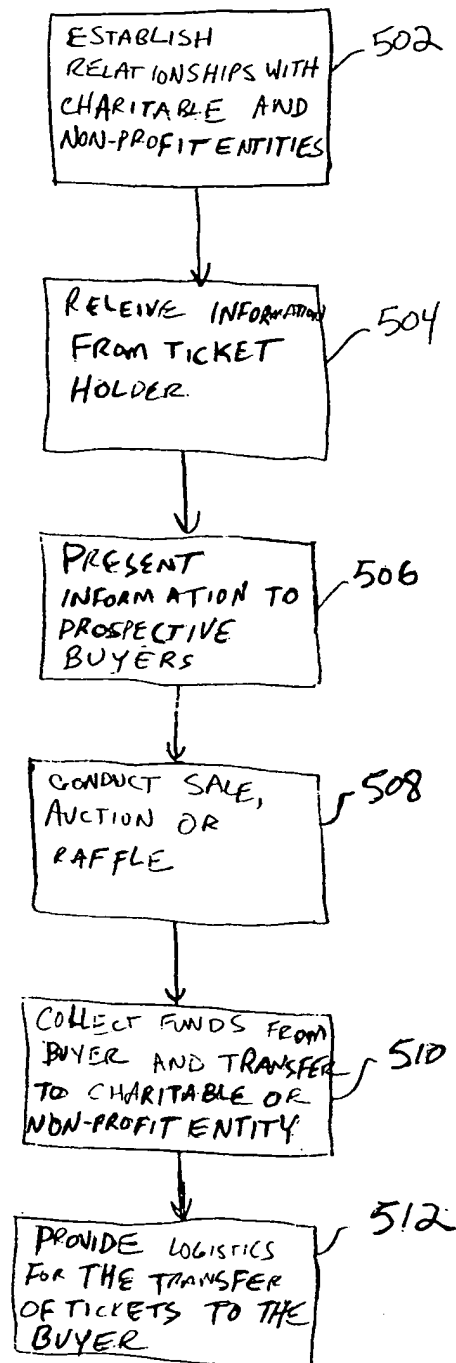 ESTABLISH
RELATIONSHIPS WITH
CHARITABLE AND
NON-PROFIT ENTITIES
502
RELEIVE INFORMATION
FROM TICKET
HOLDER.
504
PRESENT
INFORMATION TO
PROSPECTIVE
BUYERS
506
CONDUCT SALE,
AUCTION OR
RAFFLE
508
COLLECT FUNDS FROM
BUYER AND TRANSFER
TO CHARITABLE OR
NON-PROFIT ENTITY
510
PROVIDE LOGISTICS
FOR THE TRANSFER
OF TICKETS TO THE
BUYER
512